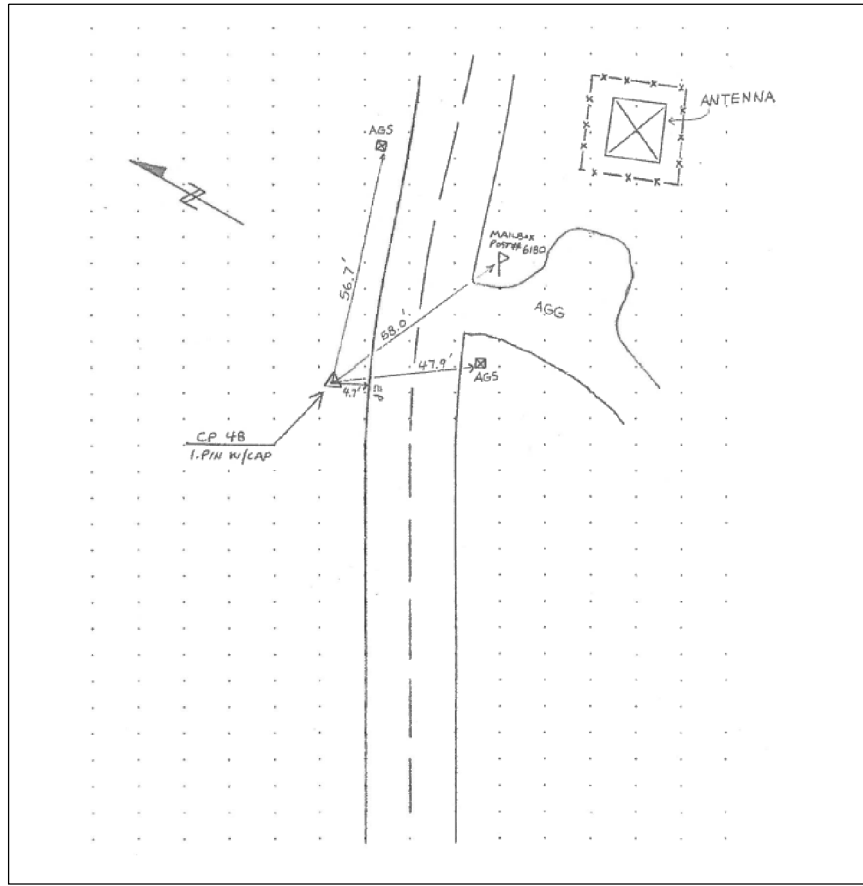 ANTENNA
AGS
MAILBOX
POST# 6180
56.7'
58.0'
AGG
47.9'
AGS
4.7'
CP 48
I. PIN W/CAP